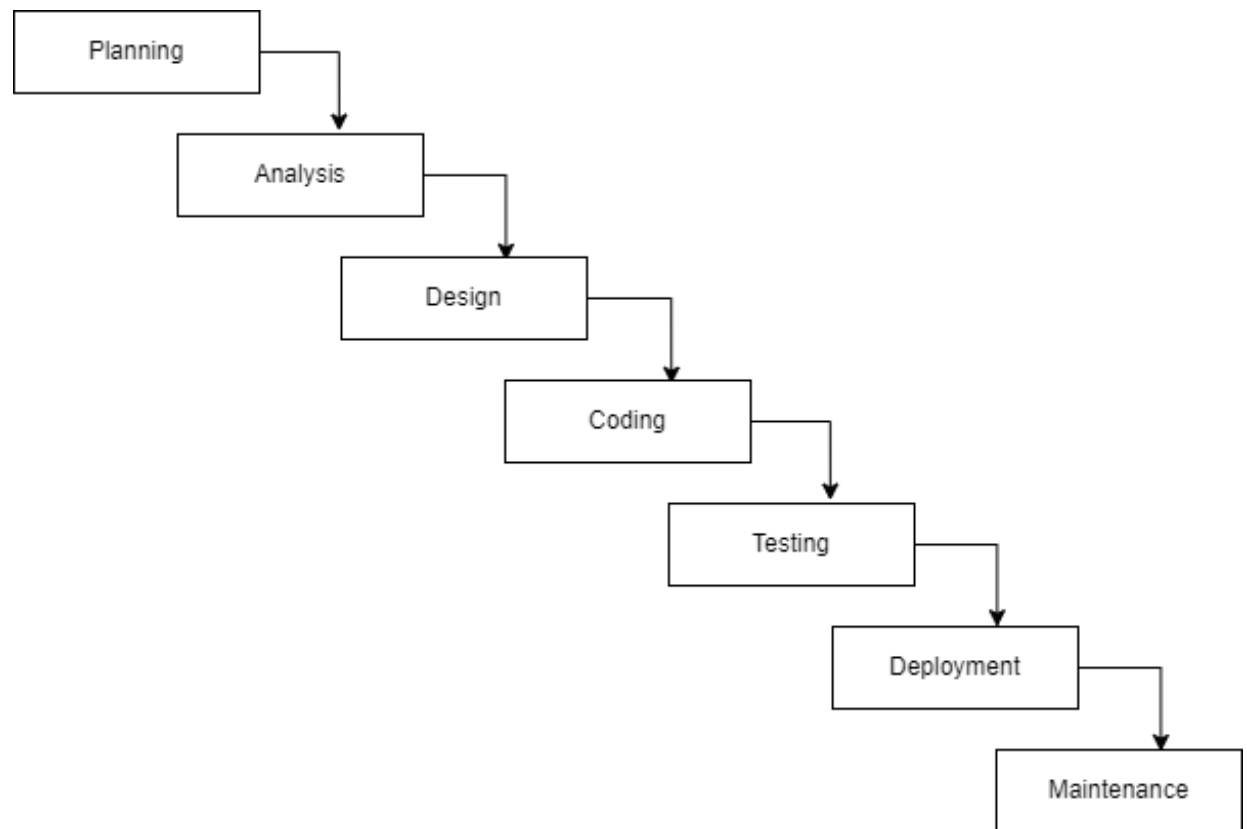 Planning
Analysis
Design
Coding
Testing
Deployment
Maintenance